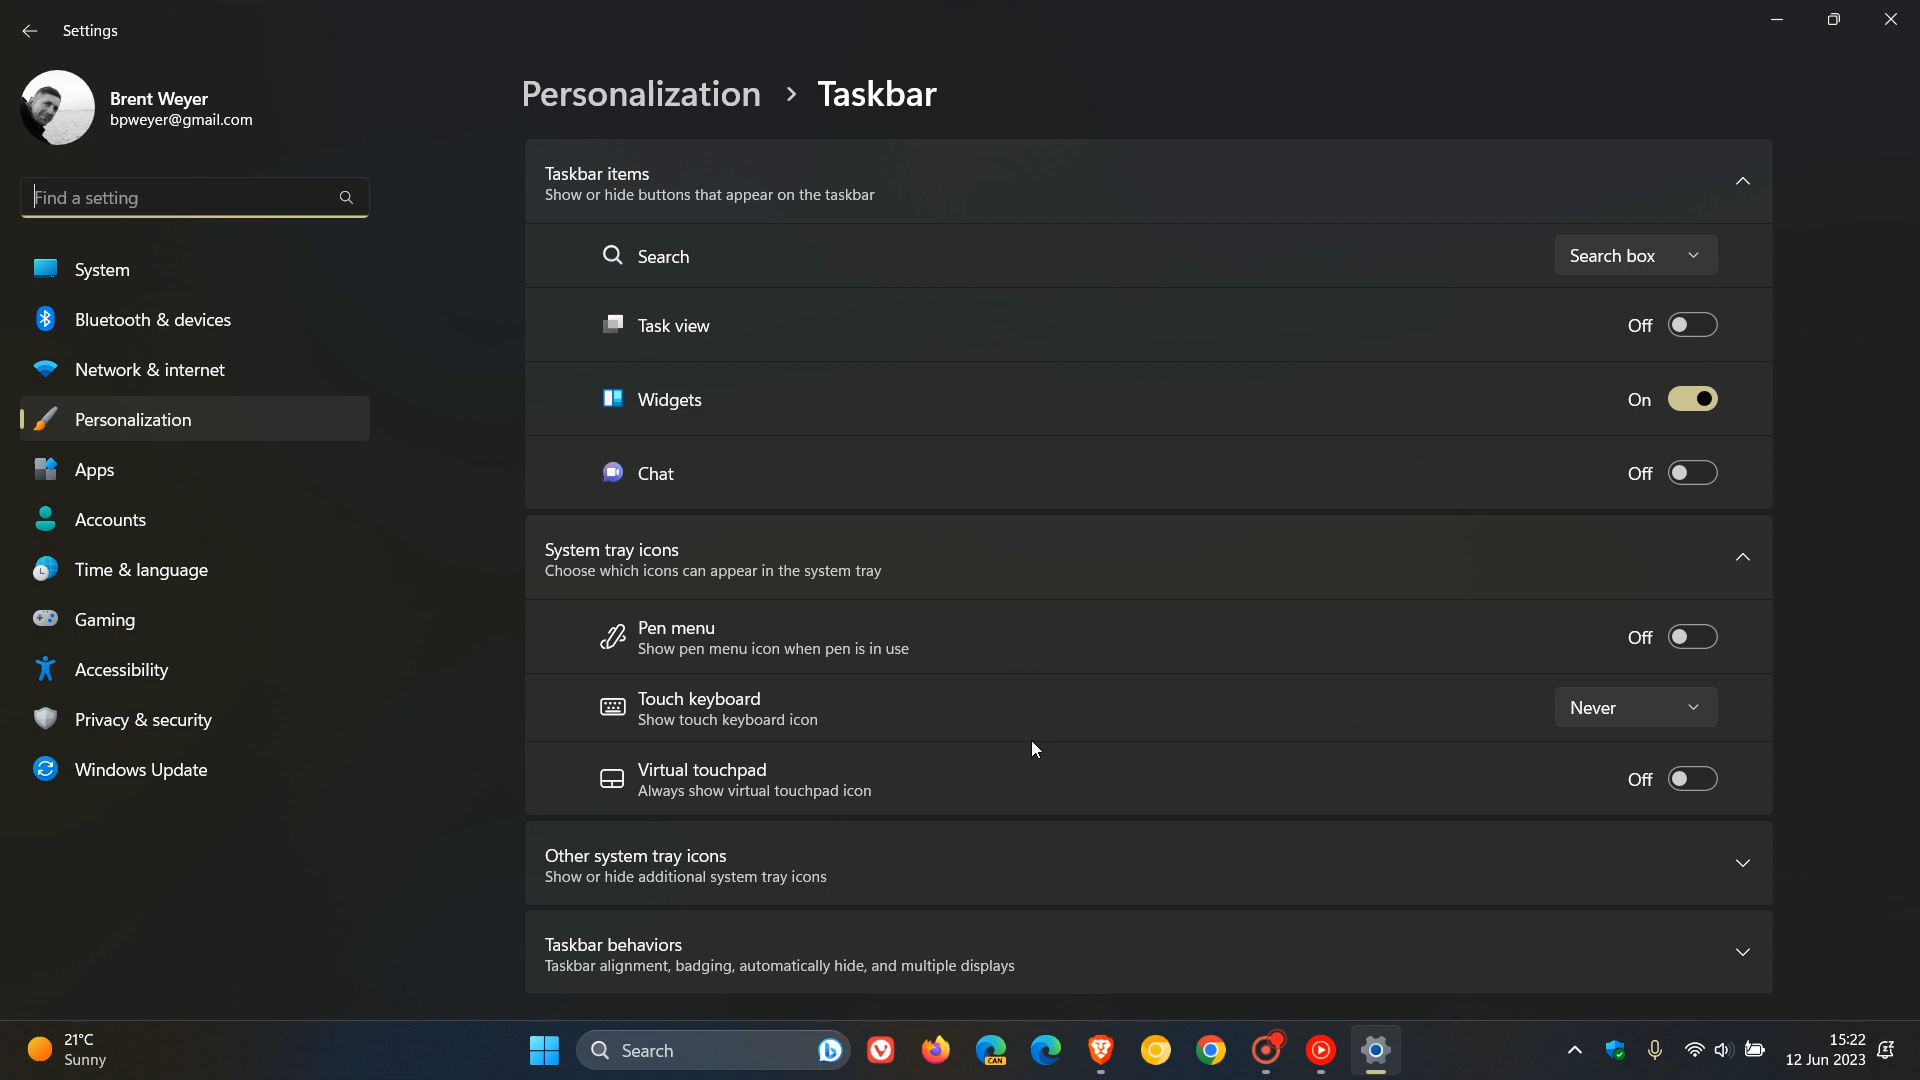 Settings
Brent Weyer
bpweyer@gmail.com
Find a setting
System
Bluetooth & devices
Network & internet
Personalization
Apps
Accounts
Time & language
Gaming
Accessibility
Privacy & security
Windows Update
Personalization > Taskbar
Taskbar items
Show or hide buttons that appear on the taskbar
Search
Search box
Task view
Off
Widgets
On
Chat
Off
System tray icons
Choose which icons can appear in the system tray
Pen menu
Show pen menu icon when pen is in use
Off
Touch keyboard
Show touch keyboard icon
Never
Virtual touchpad
Always show virtual touchpad icon
Off
Other system tray icons
Show or hide additional system tray icons
Taskbar behaviors
Taskbar alignment, badging, automatically hide, and multiple displays
21°C
Sunny
Search
CAN
15:22
12 Jun 2023